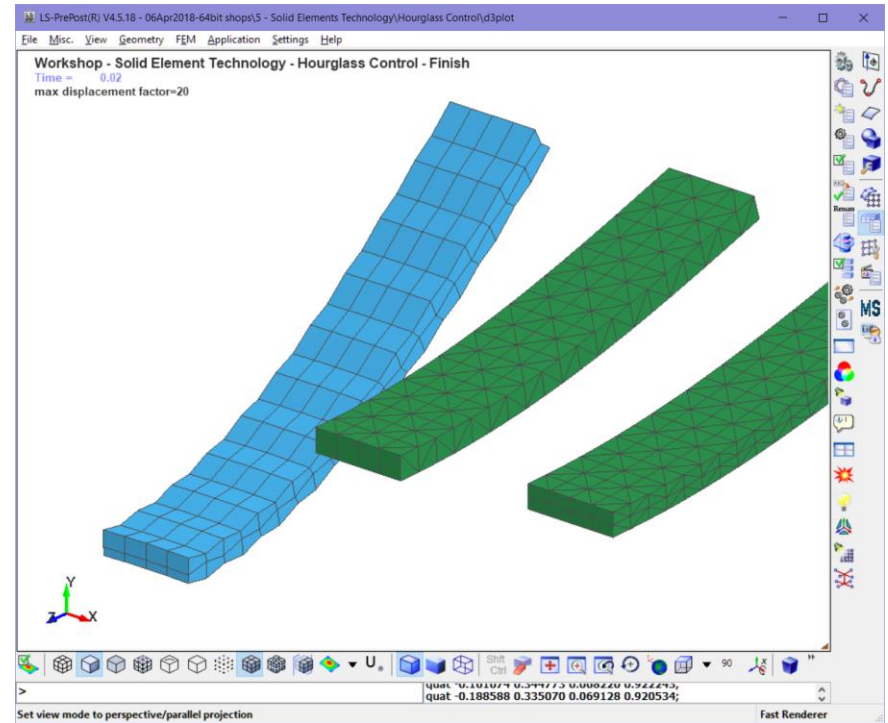 LS-PrePost(R) V4.5.18 - 06Apr2018-64bit shops\5 - Solid Elements Technology\Hourglass Control\d3plot
File Misc. View Geometry FEM Application Settings Help
Workshop - Solid Element Technology - Hourglass Control - Finish
Time = 0.02
max displacement factor=20
Renum
MS
Y
Z
X
U.
Shft
Ctrl
90
>
quat -0.188588 0.335070 0.069128 0.920534;
Set view mode to perspective/parallel projection
Fast Renderer